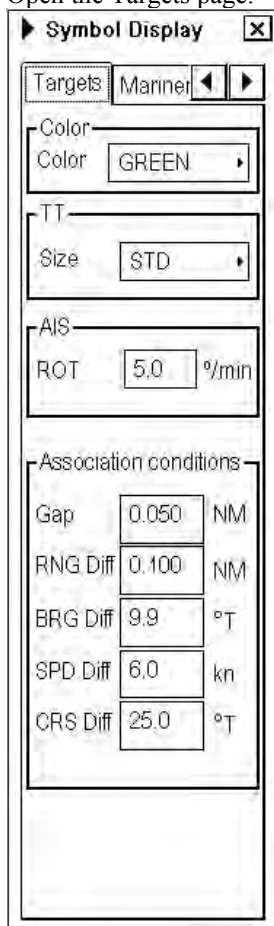 Open the Targets page.
Symbol Display
Targets Mariner
Color
Color GREEN
TT
Size STD
AIS
ROT 5.0 °/min
Association conditions
Gap 0.050 NM
RNG Diff 0.100 NM
BRG Diff 9.9 °T
SPD Diff 6.0 kn
CRS Diff 25.0 °T